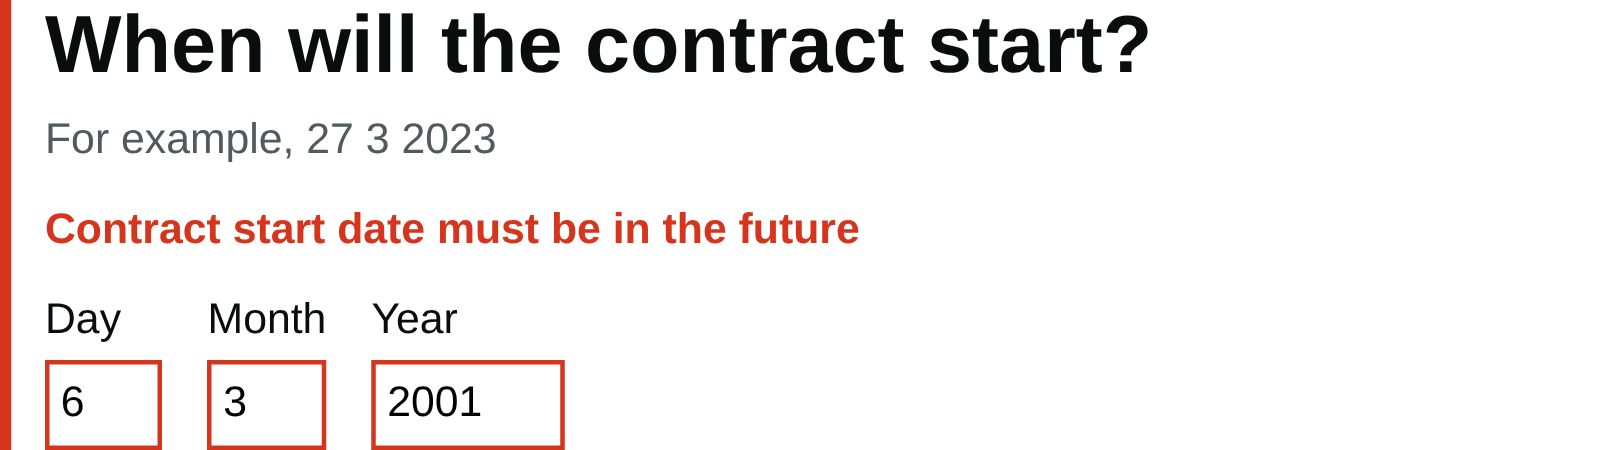 When will the contract start?
For example, 27 3 2023
Contract start date must be in the future
Day Month Year
6 3 2001